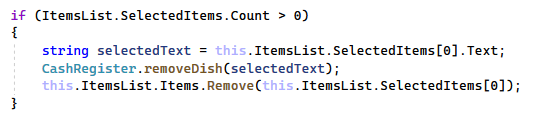 if (ItemsList.SelectedItems.Count > 0)
{
string selectedText = this.ItemsList.SelectedItems[0].Text;
CashRegister.removeDish(selectedText);
this.ItemsList.Items.Remove(this.ItemsList.SelectedItems[0]);
}